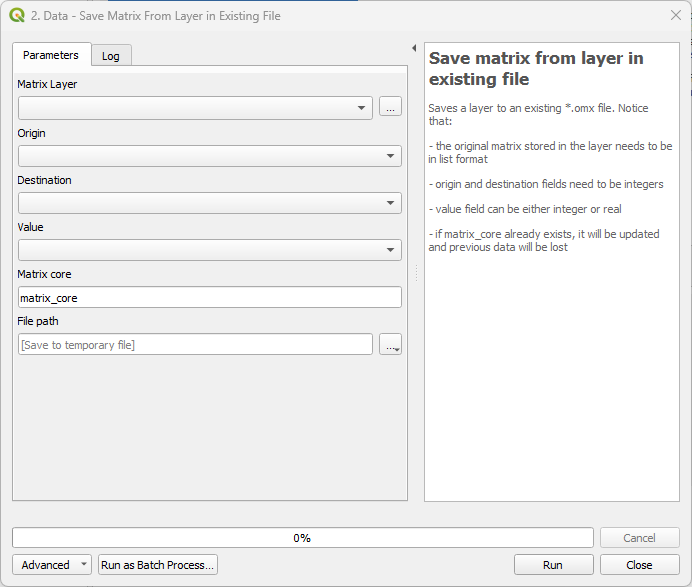 2. Data - Save Matrix From Layer in Existing File
Parameters
Log
Matrix Layer
...
Origin
Destination
Value
Matrix core
matrix_core
File path
[Save to temporary file]
...
Save matrix from layer in
existing file
Saves a layer to an existing *.omx file. Notice
that:
- the original matrix stored in the layer needs to be
in list format
- origin and destination fields need to be integers
- value field can be either integer or real
- if matrix_core already exists, it will be updated
and previous data will be lost
0%
Cancel
Advanced
Run as Batch Process...
Run
Close